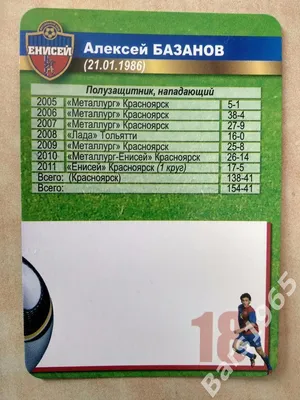 ЕНИСЕЙ
Алексей БАЗАНОВ
(21.01.1986)
Полузащитник, нападающий
2005 «Металлург» Красноярск 5-1
2006 «Металлург» Красноярск 38-4
2007 «Металлург» Красноярск 27-9
2008 «Лада» Тольятти 16-0
2009 «Металлург» Красноярск 25-8
2010 «Металлург-Енисей» Красноярск 26-14
2011 «Енисей» Красноярск (1 круг) 17-5
Всего: (Красноярск) 138-41
Всего: 154-41
18